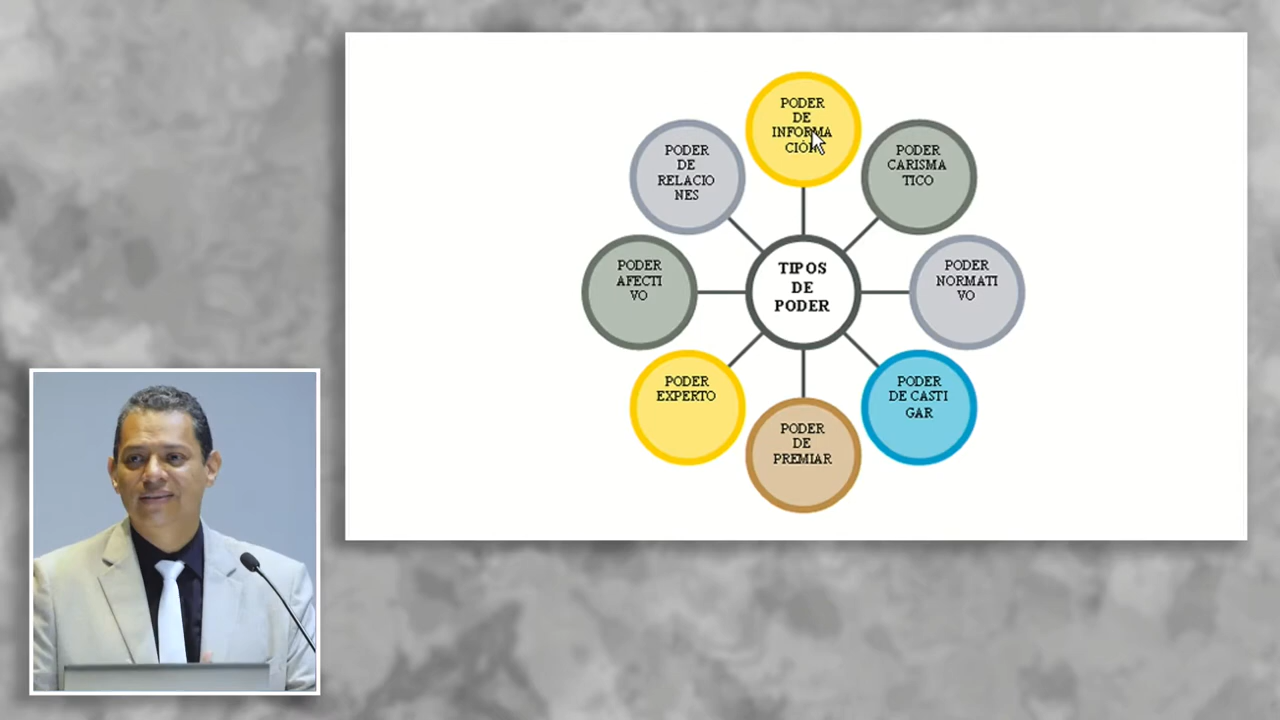 PODER
DE
INFORMA
CIÓN
PODER
CARISMA
TICO
PODER
NORMATI
VO
PODER
DE CASTI
GAR
PODER
DE
PREMIAR
PODER
EXPERTO
PODER
AFECTI
VO
PODER
DE
RELACIO
NES
TIPOS
DE
PODER